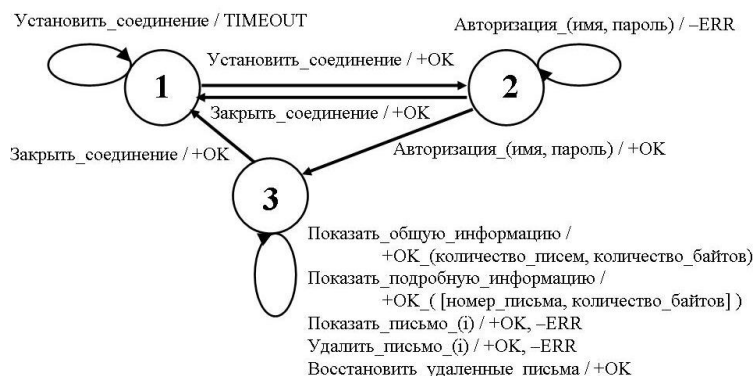 Установить_соединение / TIMEOUT
Авторизация_(имя, пароль) / –ERR
Установить_соединение / +OK
1
2
Закрыть_соединение / +OK
Закрыть_соединение / +OK
Авторизация_(имя, пароль) / +OK
3
Показать_общую_информацию /
+OK_(количество_писем, количество_байтов)
Показать_подробную_информацию /
+OK_( [номер_письма, количество_байтов] )
Показать_письмо_(i) / +OK, –ERR
Удалить_письмо_(i) / +OK, –ERR
Восстановить_удаленные_письма / +OK